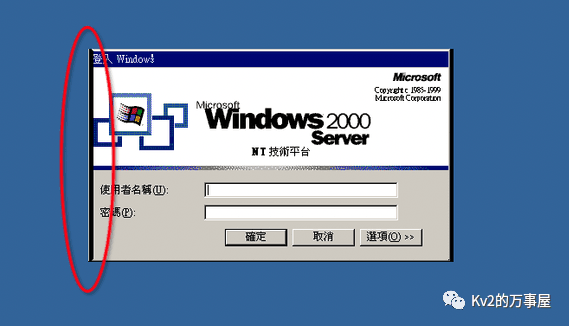 登入 Windows
Microsoft
Copyright © 1985-1999
Microsoft Corporation
Microsoft
Windows 2000
Server
NT 技術平台
使用者名稱(U):
密碼(P):
確定
取消
選項(O) >>
Kv2的万事屋